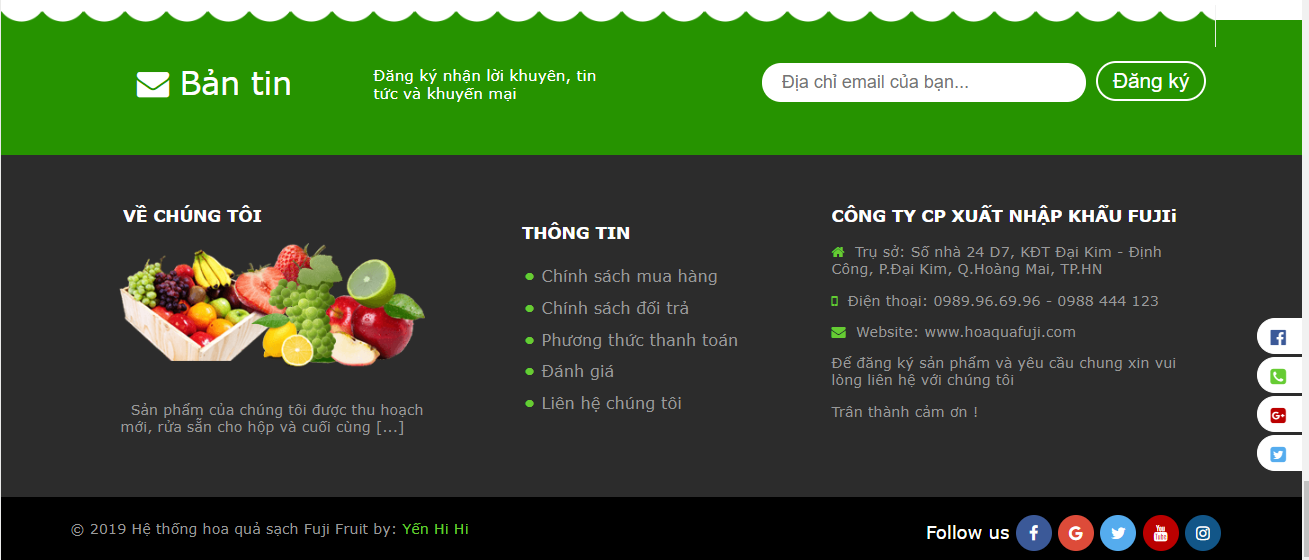 Bản tin
Đăng ký nhận lời khuyên, tin
tức và khuyến mại
Địa chỉ email của bạn...
Đăng ký
VỀ CHÚNG TÔI
Sản phẩm của chúng tôi được thu hoạch
mới, rửa sẵn cho hộp và cuối cùng [...]
THÔNG TIN
Chính sách mua hàng
Chính sách đổi trả
Phương thức thanh toán
Đánh giá
Liên hệ chúng tôi
CÔNG TY CP XUẤT NHẬP KHẨU FUJIi
Trụ sở: Số nhà 24 D7, KĐT Đại Kim - Định
Công, P.Đại Kim, Q.Hoàng Mai, TP.HN
Điện thoại: 0989.96.69.96 - 0988 444 123
Website: www.hoaquafuji.com
Để đăng ký sản phẩm và yêu cầu chung xin vui
lòng liên hệ với chúng tôi
Trân thành cảm ơn !
© 2019 Hệ thống hoa quả sạch Fuji Fruit by: Yến Hi Hi
Follow us